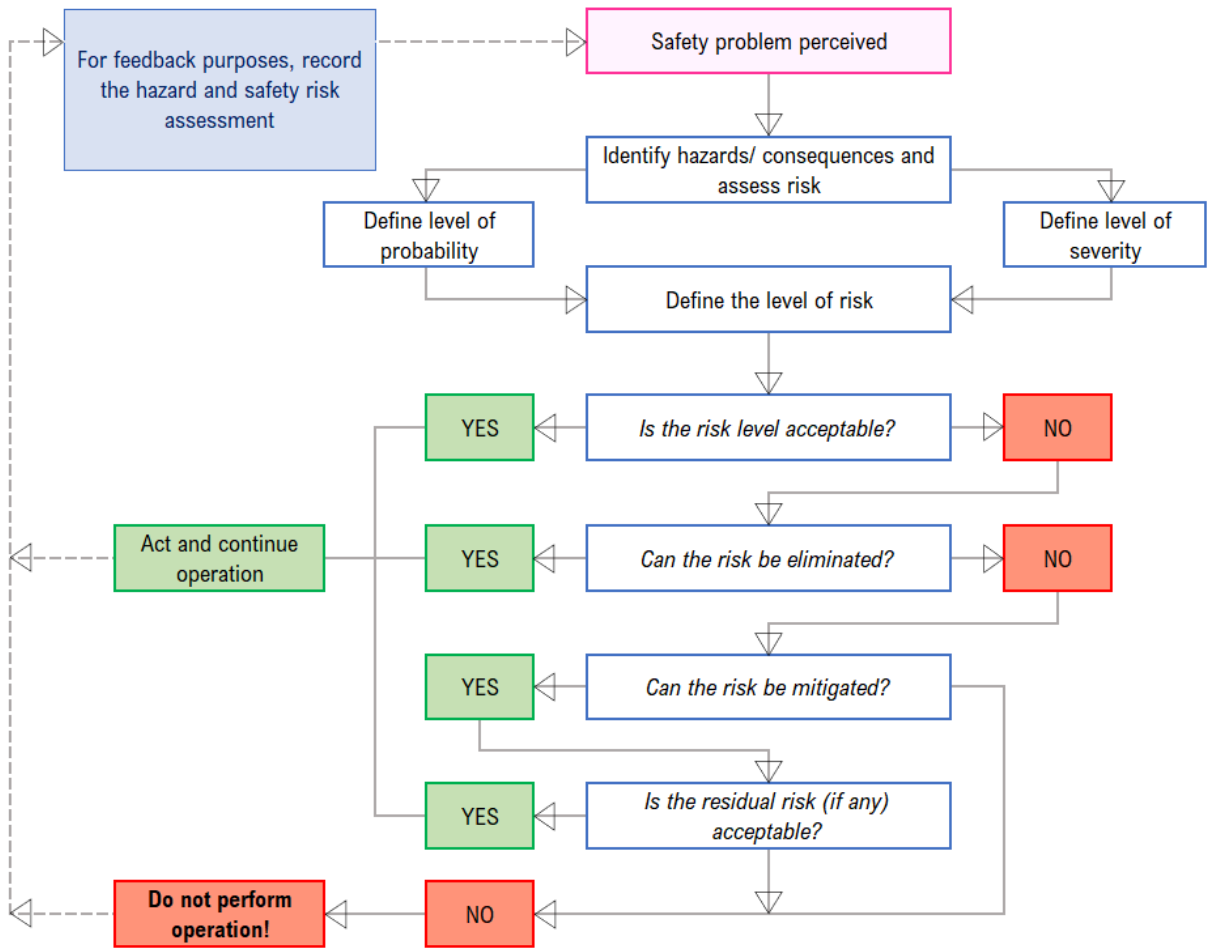 For feedback purposes, record
the hazard and safety risk
assessment
Safety problem perceived
Identify hazards/ consequences and
assess risk
Define level of
probability
Define level of
severity
Define the level of risk
YES
Is the risk level acceptable?
NO
Act and continue
operation
YES
Can the risk be eliminated?
NO
YES
Can the risk be mitigated?
YES
Is the residual risk (if any)
acceptable?
Do not perform
operation!
NO